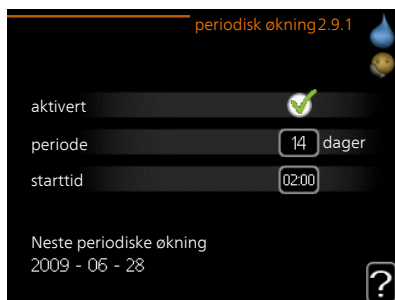 periodisk økning 2.9.1
aktivert
periode 14 dager
starttid 02:00
Neste periodiske økning
2009 - 06 - 28
?